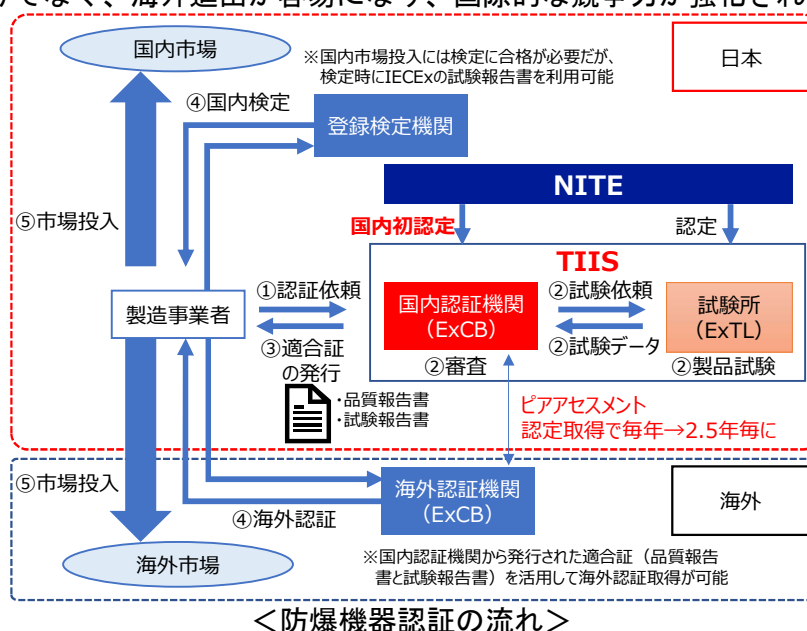 でなく、海外進出が容易になり、国際的な競争力が強化され
国内市場
※国内市場投入には検定に合格が必要だが、
検定時にIECExの試験報告書を利用可能
日本
④国内検定
登録検定機関
NITE
⑤市場投入
国内初認定
認定
TIIS
製造事業者
①認証依頼
③適合証
の発行
国内認証機関
(ExCB)
②審査
②試験依頼
②試験データ
試験所
(ExTL)
②製品試験
・品質報告書
・試験報告書
ピアアセスメント
認定取得で毎年→2.5年毎に
⑤市場投入
④海外認証
海外認証機関
(ExCB)
海外
海外市場
※国内認証機関から発行された適合証（品質報告
書と試験報告書）を活用して海外認証取得が可能
＜防爆機器認証の流れ＞